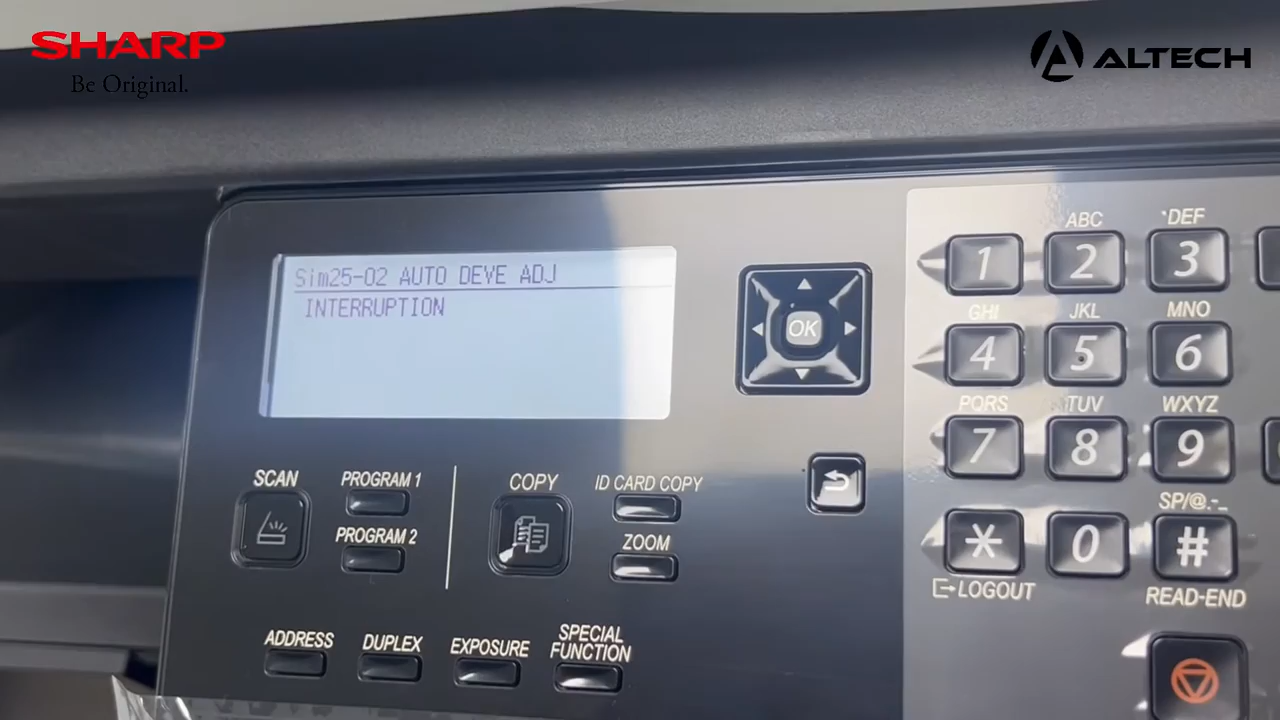 SHARP
Be Original.
ALTECH
Sim25-02 AUTO DEVE ADJ
INTERRUPTION
OK
ABC
DEF
1
2
3
GHI
JKL
MNO
4
5
6
PQRS
TUV
WXYZ
7
8
9
SP/@.-_
*
0
#
LOGOUT
READ-END
SCAN
PROGRAM 1
PROGRAM 2
COPY
ID CARD COPY
ZOOM
ADDRESS
DUPLEX
EXPOSURE
SPECIAL
FUNCTION